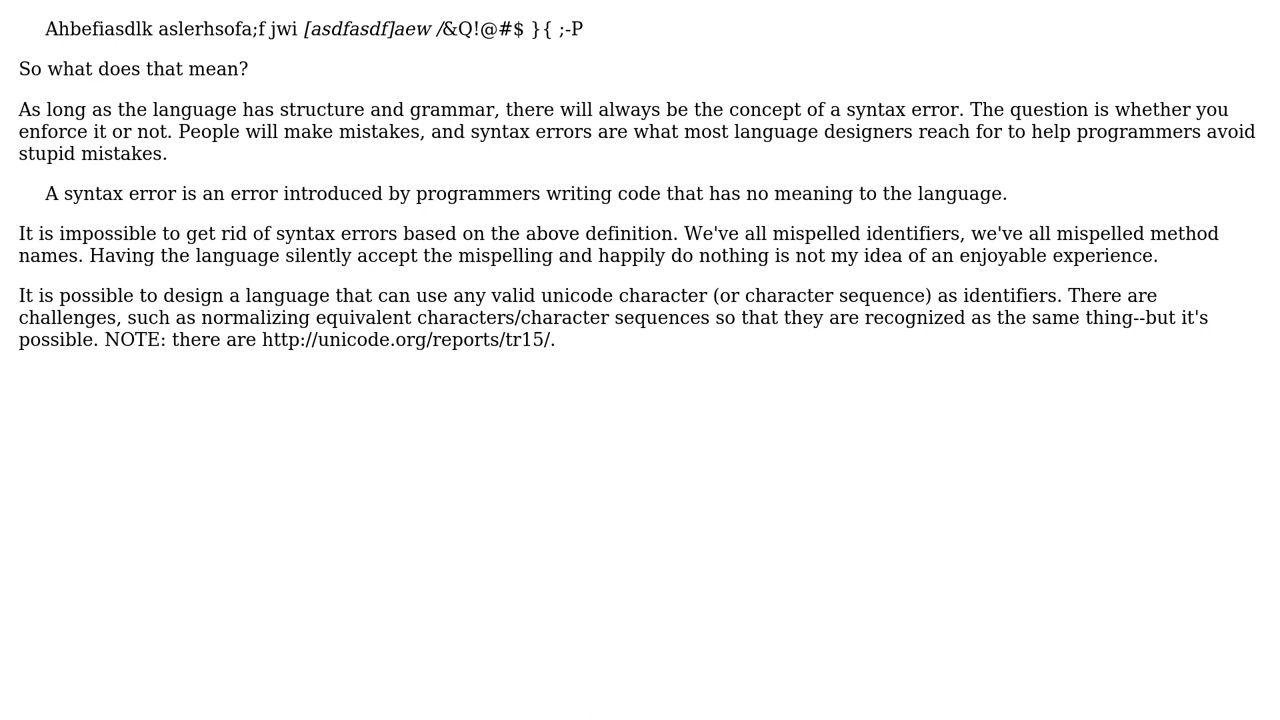 Ahbefiasdlk aslerhsofa;f jwi [asdfasdf]aew /&Q!@#$ }{ ;-P
So what does that mean?
As long as the language has structure and grammar, there will always be the concept of a syntax error. The question is whether you
enforce it or not. People will make mistakes, and syntax errors are what most language designers reach for to help programmers avoid
stupid mistakes.
A syntax error is an error introduced by programmers writing code that has no meaning to the language.
It is impossible to get rid of syntax errors based on the above definition. We've all mispelled identifiers, we've all mispelled method
names. Having the language silently accept the mispelling and happily do nothing is not my idea of an enjoyable experience.
It is possible to design a language that can use any valid unicode character (or character sequence) as identifiers. There are
challenges, such as normalizing equivalent characters/character sequences so that they are recognized as the same thing--but it's
possible. NOTE: there are http://unicode.org/reports/tr15/.